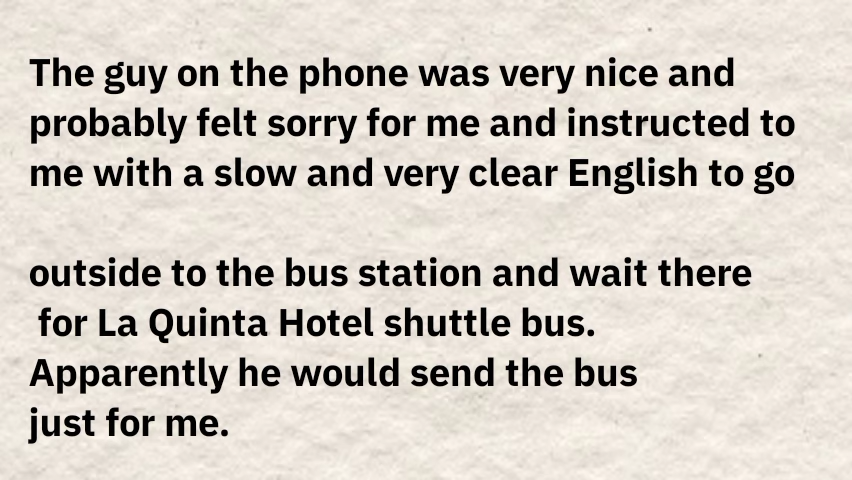 The guy on the phone was very nice and
probably felt sorry for me and instructed to
me with a slow and very clear English to go
outside to the bus station and wait there
for La Quinta Hotel shuttle bus.
Apparently he would send the bus
just for me.